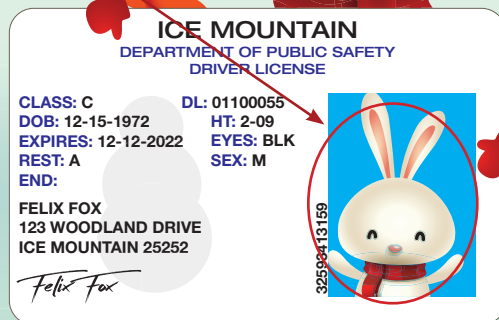 ICE MOUNTAIN
DEPARTMENT OF PUBLIC SAFETY
DRIVER LICENSE
CLASS: C DL: 01100055
DOB: 12-15-1972 HT: 2-09
EXPIRES: 12-12-2022 EYES: BLK
REST: A SEX: M
END:
FELIX FOX
123 WOODLAND DRIVE
ICE MOUNTAIN 25252
Felix Fox
32593413159